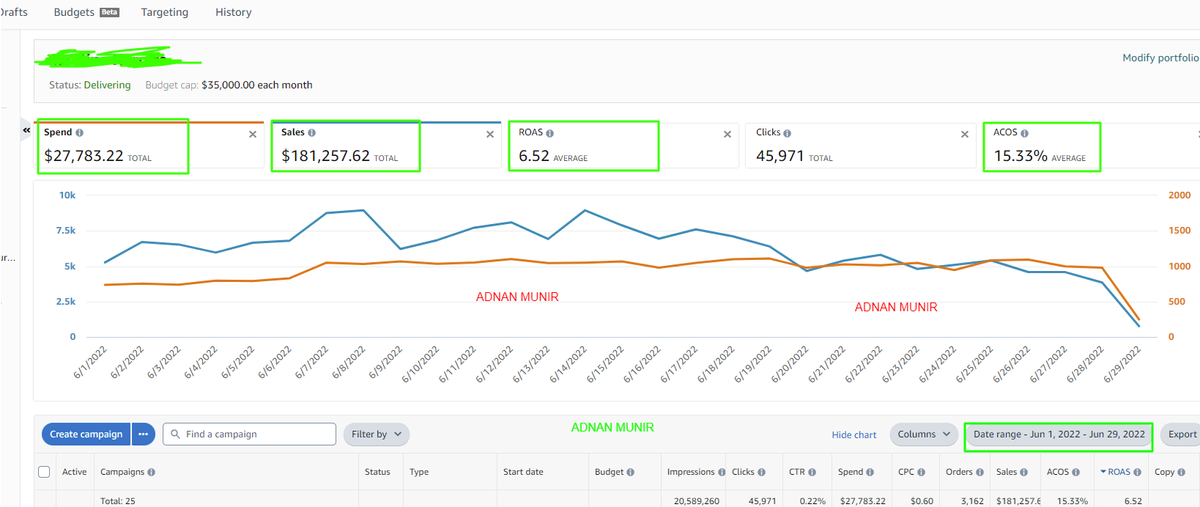 Drafts Budgets Beta Targeting History
Modify portfolio
Status: Delivering Budget cap: $35,000.00 each month
«
Spend Sales ROAS Clicks ACOS
$27,783.22 TOTAL $181,257.62 TOTAL 6.52 AVERAGE 45,971 TOTAL 15.33% AVERAGE
10k 2000
7.5k 1500
ur...
5k 1000
ADNAN MUNIR
2.5k ADNAN MUNIR 500
0 0
6/1/2022 6/2/2022 6/3/2022 6/4/2022 6/5/2022 6/6/2022 6/7/2022 6/8/2022 6/9/2022 6/10/2022 6/11/2022 6/12/2022 6/13/2022 6/14/2022 6/15/2022 6/16/2022 6/17/2022 6/18/2022 6/19/2022 6/20/2022 6/21/2022 6/22/2022 6/23/2022 6/24/2022 6/25/2022 6/26/2022 6/27/2022 6/28/2022 6/29/2022
ADNAN MUNIR
Create campaign ... Find a campaign Filter by Hide chart Columns Date range - Jun 1, 2022 - Jun 29, 2022 Export
Active Campaigns Status Type Start date Budget Impressions Clicks CTR Spend CPC Orders Sales ACOS ROAS Copy
Total: 25 20,589,260 45,971 0.22% $27,783.22 $0.60 3,162 $181,257.6 15.33% 6.52